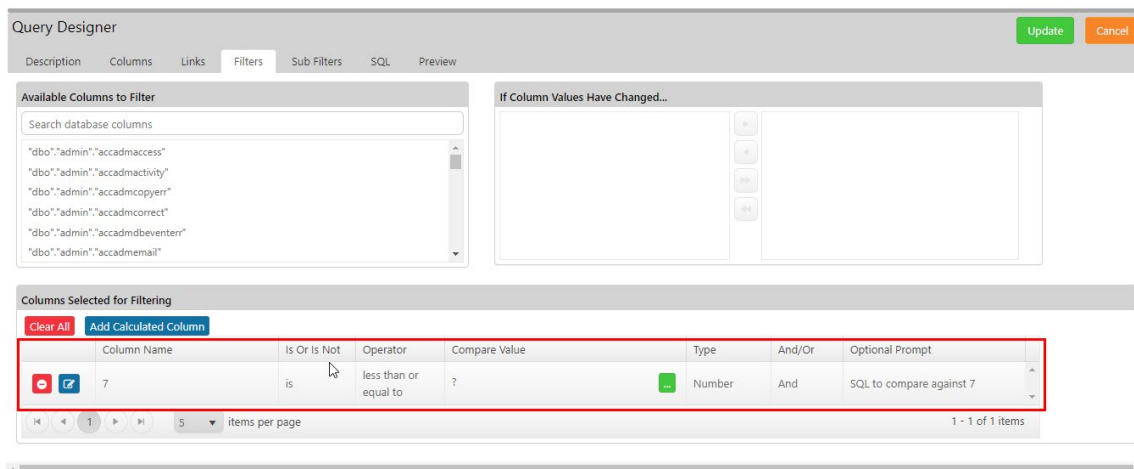 Query Designer
Update
Cancel
Description Columns Links Filters Sub Filters SQL Preview
Available Columns to Filter
Search database columns
"dbo"."admin"."accadmaccess"
"dbo"."admin"."accadmactivity"
"dbo"."admin"."accadmcopyerr"
"dbo"."admin"."accadmcorrect"
"dbo"."admin"."accadmdbeventerr"
"dbo"."admin"."accadmemail"
If Column Values Have Changed...
Columns Selected for Filtering
Clear All Add Calculated Column
Column Name Is Or Is Not Operator Compare Value Type And/Or Optional Prompt
7 is less than or equal to ? ... Number And SQL to compare against 7
1 5 items per page 1 - 1 of 1 items